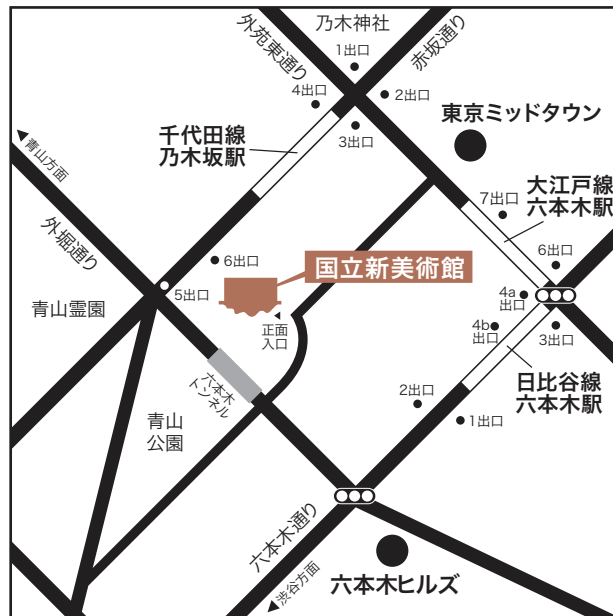 乃木神社
外苑東通り
赤坂通り
1出口
4出口
2出口
3出口
東京ミッドタウン
千代田線
乃木坂駅
青山方面
大江戸線
六本木駅
7出口
外堀通り
6出口
国立新美術館
6出口
5出口
青山霊園
正面
入口
4a
出口
4b
出口
3出口
六本木
トンネル
日比谷線
六本木駅
2出口
1出口
青山
公園
六本木通り
渋谷方面
六本木ヒルズ